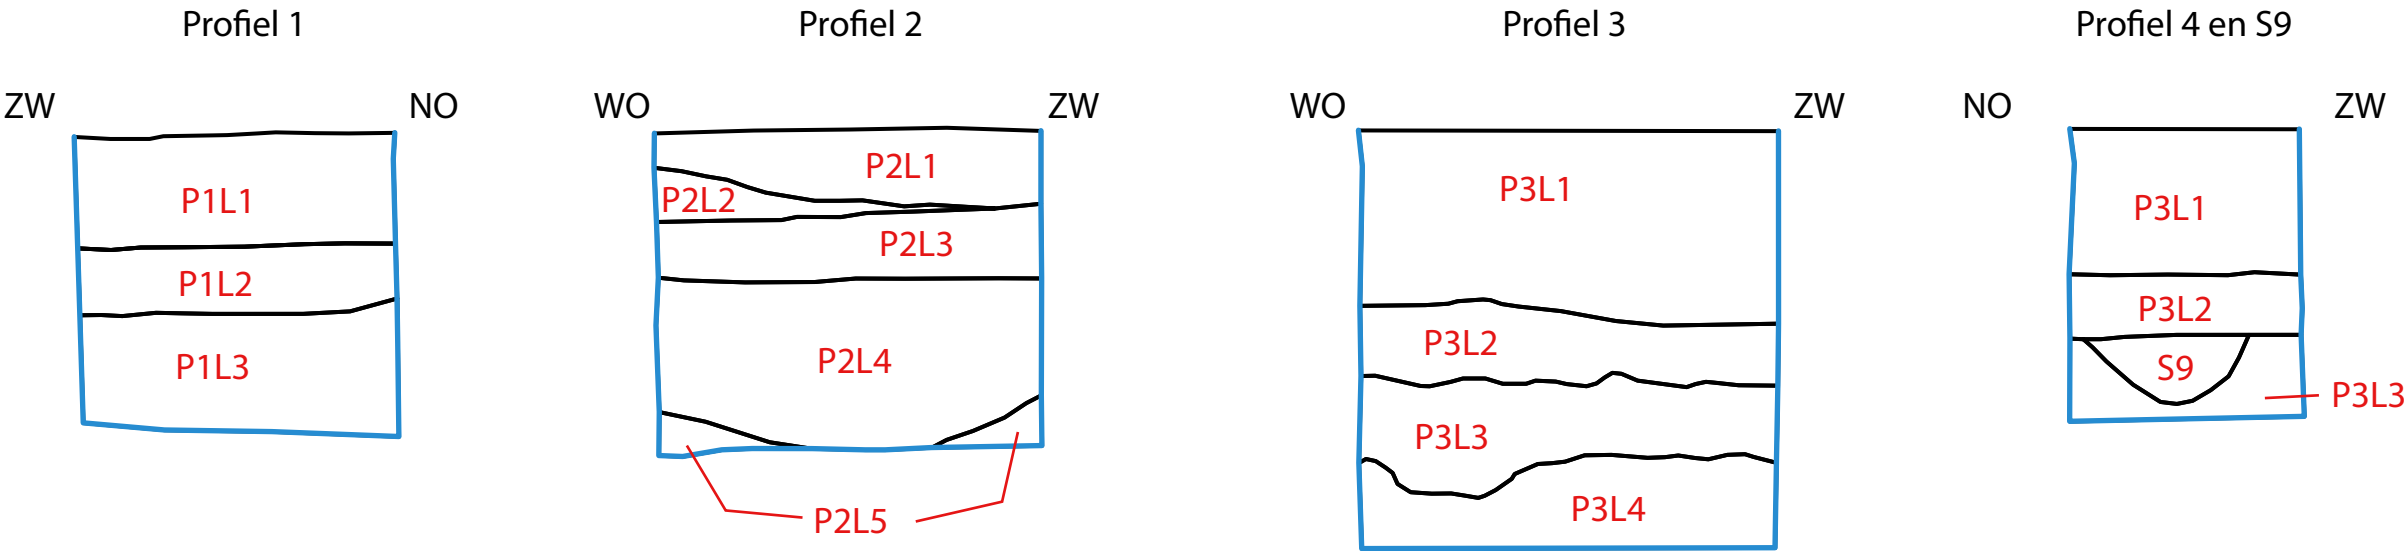 Profiel 1
ZW
NO
P1L1
P1L2
P1L3
Profiel 2
WO
ZW
P2L1
P2L2
P2L3
P2L4
P2L5
Profiel 3
WO
ZW
P3L1
P3L2
P3L3
P3L4
Profiel 4 en S9
NO
ZW
P3L1
P3L2
S9
P3L3